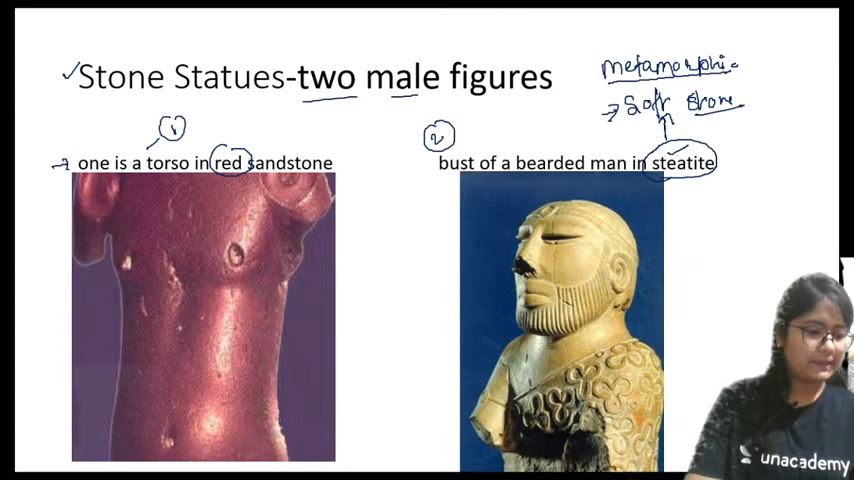 Stone Statues-two male figures
metamorphic
→ Soft stone
1
2
one is a torso in red sandstone
bust of a bearded man in steatite
unacademy